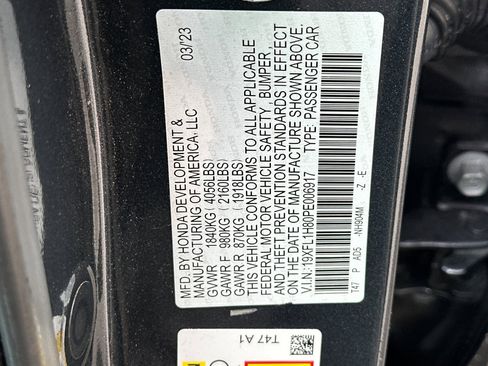 MFD. BY HONDA DEVELOPMENT & 03/23
MANUFACTURING OF AMERICA, LLC
GVWR 1840KG (4056LBS)
GAWR F 980KG (2160LBS)
GAWR R 870KG (1918LBS)
THIS VEHICLE CONFORMS TO ALL APPLICABLE
FEDERAL MOTOR VEHICLE SAFETY, BUMPER,
AND THEFT PREVENTION STANDARDS IN EFFECT
ON THE DATE OF MANUFACTURE SHOWN ABOVE.
V.I.N: 19XFL1H80PE006917 TYPE: PASSENGER CAR
T47 P AD5 -NH904M -Z -E
T47 A1